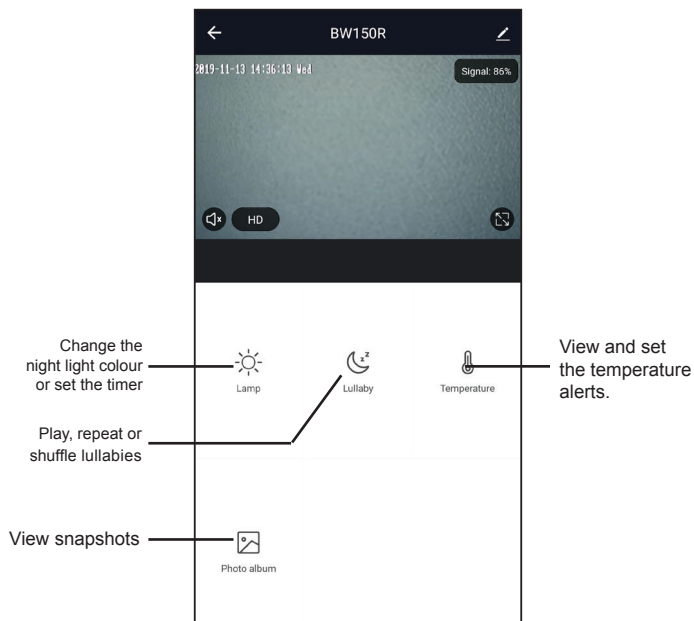 BW150R
2019-11-13 14:36:13 Wed
Signal: 86%
HD
Change the
night light colour
or set the timer
Lamp
Lullaby
Temperature
View and set
the temperature
alerts.
Play, repeat or
shuffle lullabies
View snapshots
Photo album